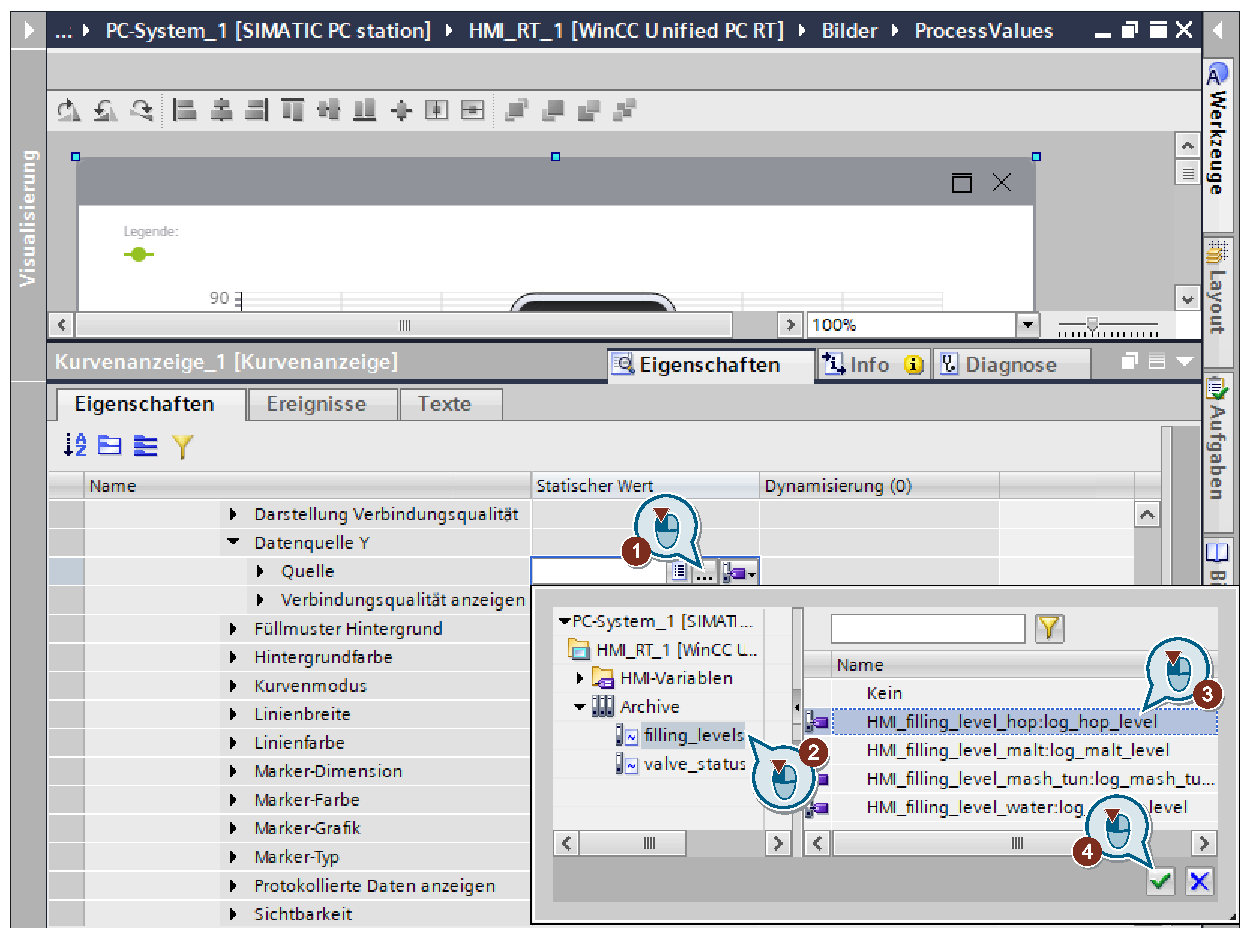 ... PC-System_1 [SIMATIC PC station] HMI_RT_1 [WinCC Unified PC RT] Bilder ProcessValues
Visualisierung
Werkzeuge
Layout
Aufgaben
Legende:
90
100%
Kurvenanzeige_1 [Kurvenanzeige]
Eigenschaften Info Diagnose
Eigenschaften Ereignisse Texte
Name Statischer Wert Dynamisierung (0)
Darstellung Verbindungsqualität
Datenquelle Y
1
Quelle ...
Verbindungsqualität anzeigen
Füllmuster Hintergrund
Hintergrundfarbe
Kurvenmodus
Linienbreite
Linienfarbe
Marker-Dimension
Marker-Farbe
Marker-Grafik
Marker-Typ
Protokollierte Daten anzeigen
Sichtbarkeit
PC-System_1 [SIMATI...
HMI_RT_1 [WinCC U...
HMI-Variablen
Archive
filling_levels
valve_status
2
Name
Kein
3
HMI_filling_level_hop:log_hop_level
HMI_filling_level_malt:log_malt_level
HMI_filling_level_mash_tun:log_mash_tu...
HMI_filling_level_water:log level
4